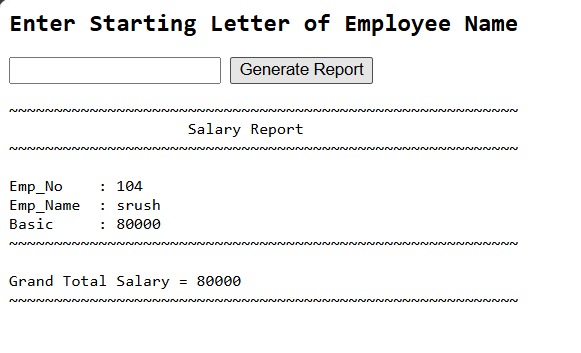 Enter Starting Letter of Employee Name
Generate Report
~~~~~~~~~~~~~~~~~~~~~~~~~~~~~~~~~~~~~~~~~~~~~~~~~~~~~~~~~
Salary Report
~~~~~~~~~~~~~~~~~~~~~~~~~~~~~~~~~~~~~~~~~~~~~~~~~~~~~~~~~
Emp_No    : 104
Emp_Name  : srush
Basic     : 80000
~~~~~~~~~~~~~~~~~~~~~~~~~~~~~~~~~~~~~~~~~~~~~~~~~~~~~~~~~
Grand Total Salary = 80000
~~~~~~~~~~~~~~~~~~~~~~~~~~~~~~~~~~~~~~~~~~~~~~~~~~~~~~~~~